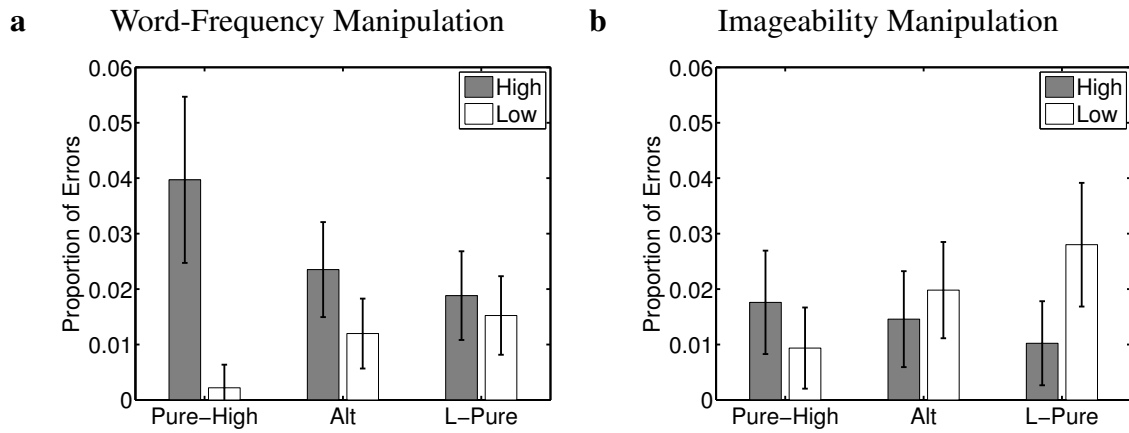 a Word-Frequency Manipulation
0.06
0.05
0.04
0.03
0.02
0.01
0
Proportion of Errors
High
Low
Pure−High Alt L−Pure
b Imageability Manipulation
0.06
0.05
0.04
0.03
0.02
0.01
0
Proportion of Errors
High
Low
Pure−High Alt L−Pure